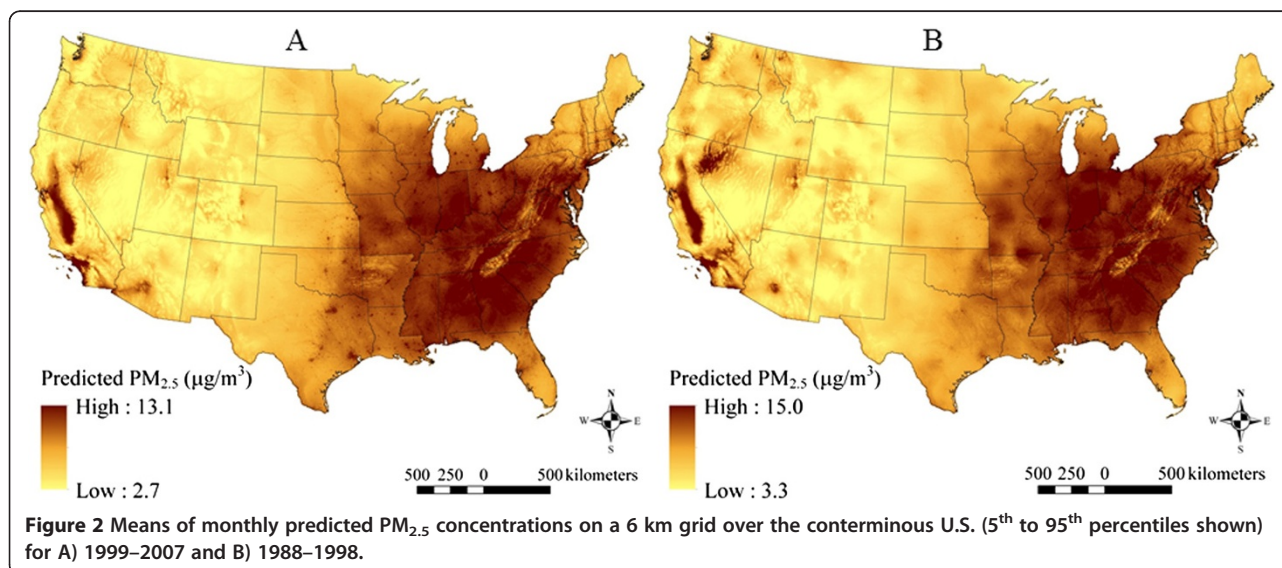 A
B
Predicted PM2.5 (µg/m3)
High : 13.1
Low : 2.7
N
W E
S
500 250 0 500 kilometers
Predicted PM2.5 (µg/m3)
High : 15.0
Low : 3.3
N
W E
S
500 250 0 500 kilometers
Figure 2 Means of monthly predicted PM2.5 concentrations on a 6 km grid over the conterminous U.S. (5th to 95th percentiles shown)
for A) 1999–2007 and B) 1988–1998.